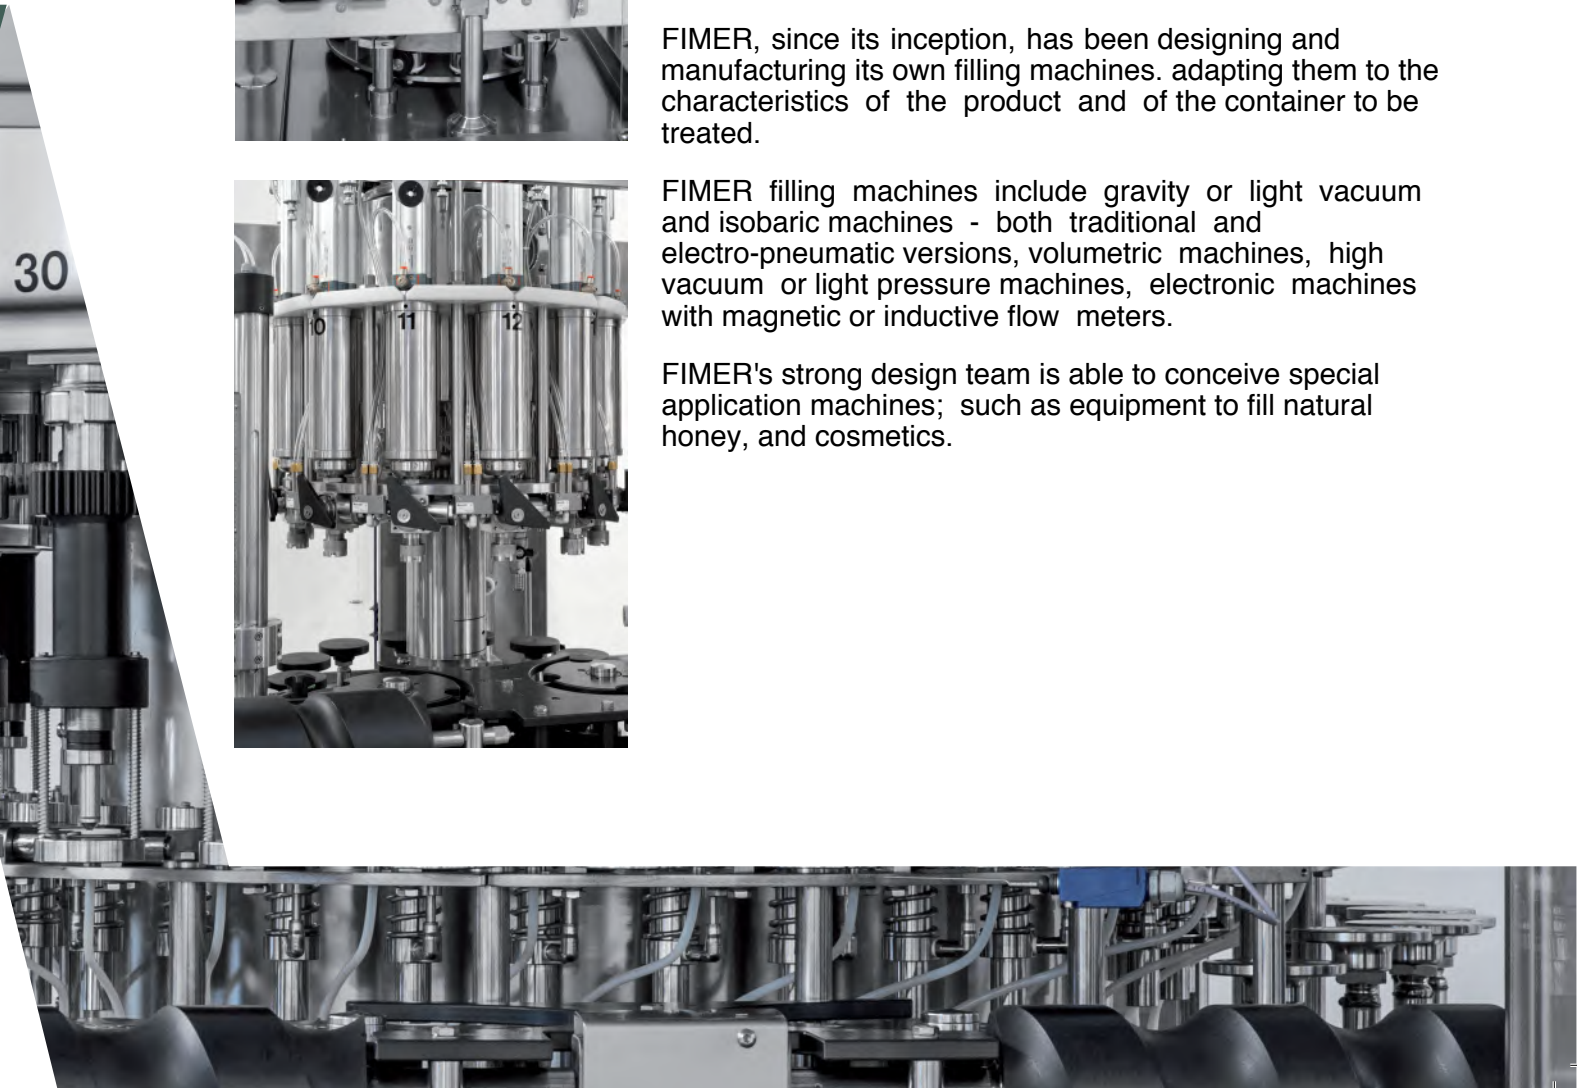 FIMER, since its inception, has been designing and
manufacturing its own filling machines. adapting them to the
characteristics of the product and of the container to be
treated.
FIMER filling machines include gravity or light vacuum
and isobaric machines - both traditional and
electro-pneumatic versions, volumetric machines, high
vacuum or light pressure machines, electronic machines
with magnetic or inductive flow meters.
FIMER's strong design team is able to conceive special
application machines; such as equipment to fill natural
honey, and cosmetics.
30
10
11
12